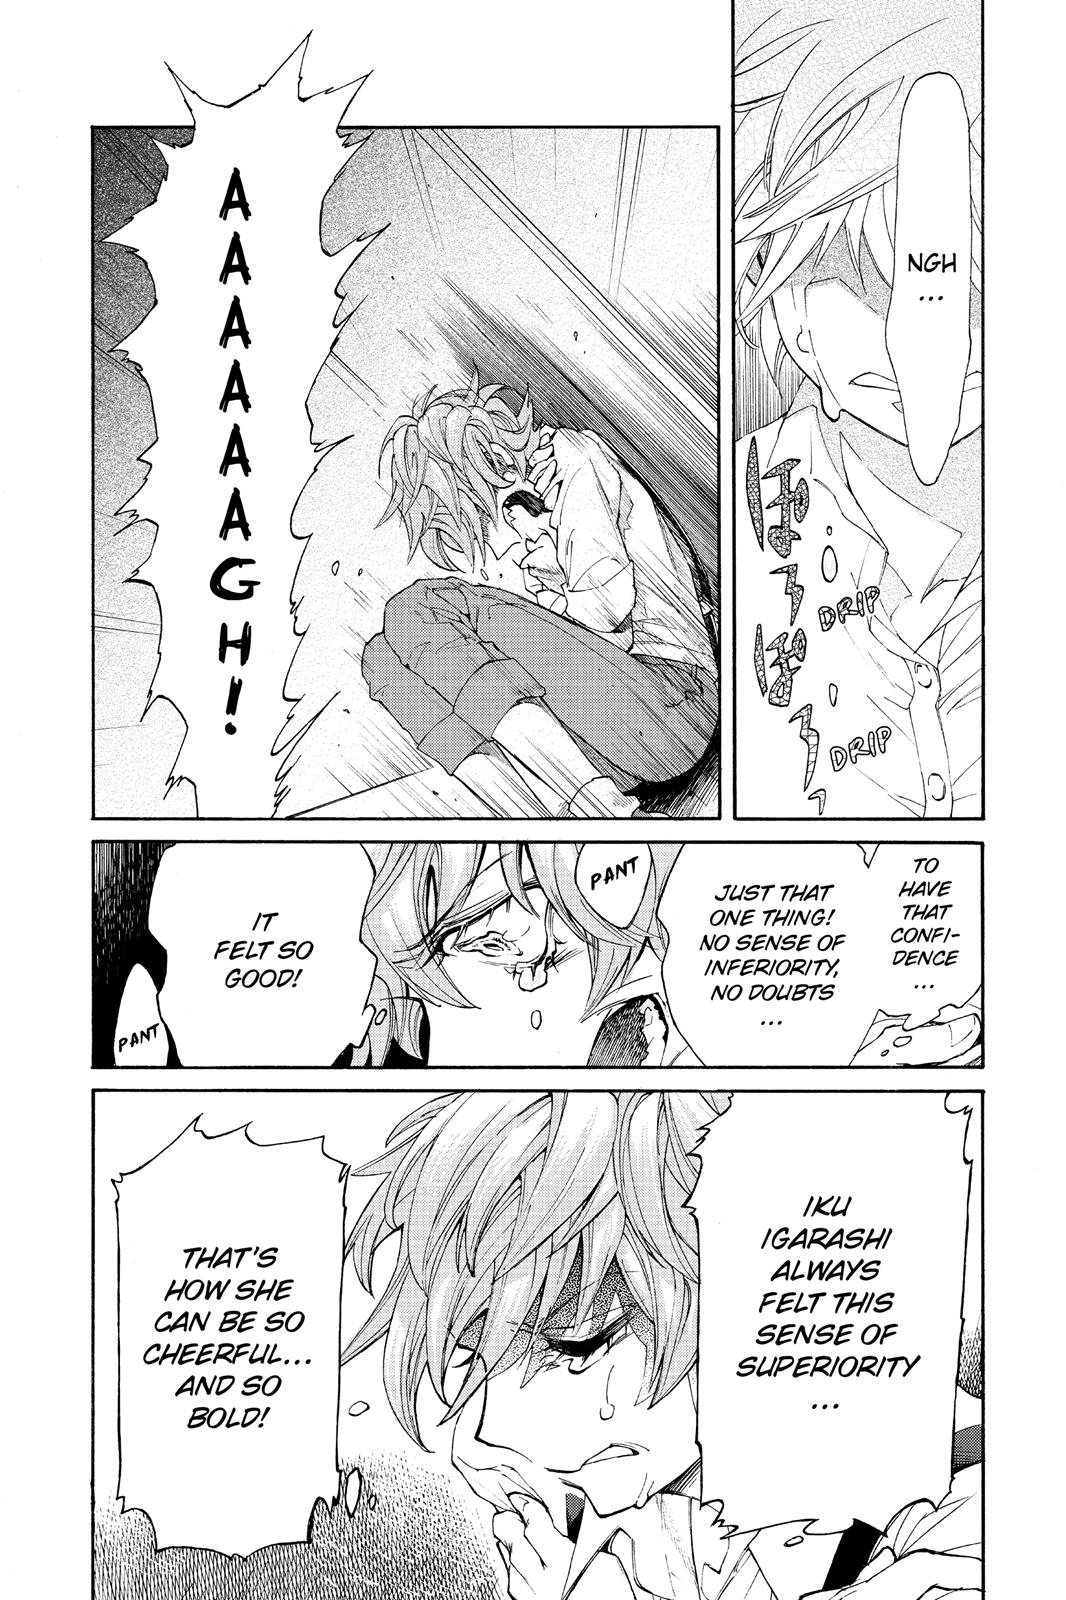 NGH
...
ぽ
DRIP
ぽ
DRIP
AAAAAAGH!
TO
HAVE
THAT
CONFI-
DENCE
...
JUST THAT
ONE THING!
NO SENSE OF
INFERIORITY,
NO DOUBTS
...
PANT
IT
FELT SO
GOOD!
PANT
IKU
IGARASHI
ALWAYS
FELT THIS
SENSE OF
SUPERIORITY
...
THAT'S
HOW SHE
CAN BE SO
CHEERFUL...
AND SO
BOLD!